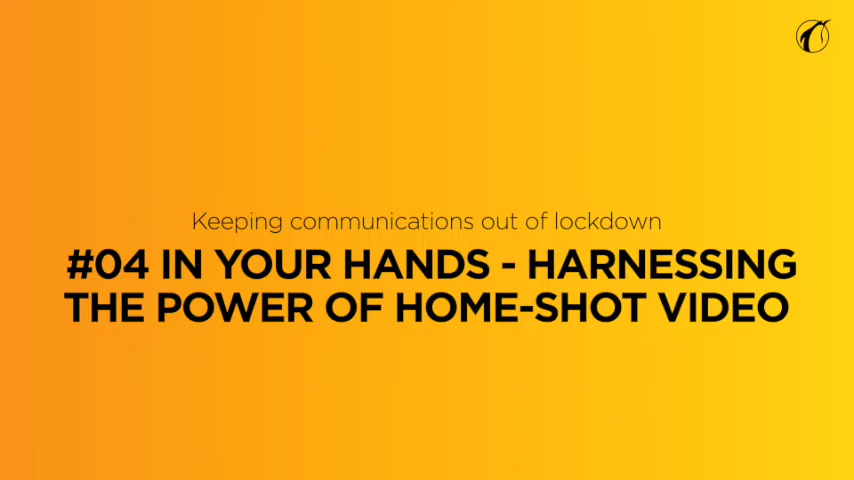 Keeping communications out of lockdown
#04 IN YOUR HANDS - HARNESSING
THE POWER OF HOME-SHOT VIDEO